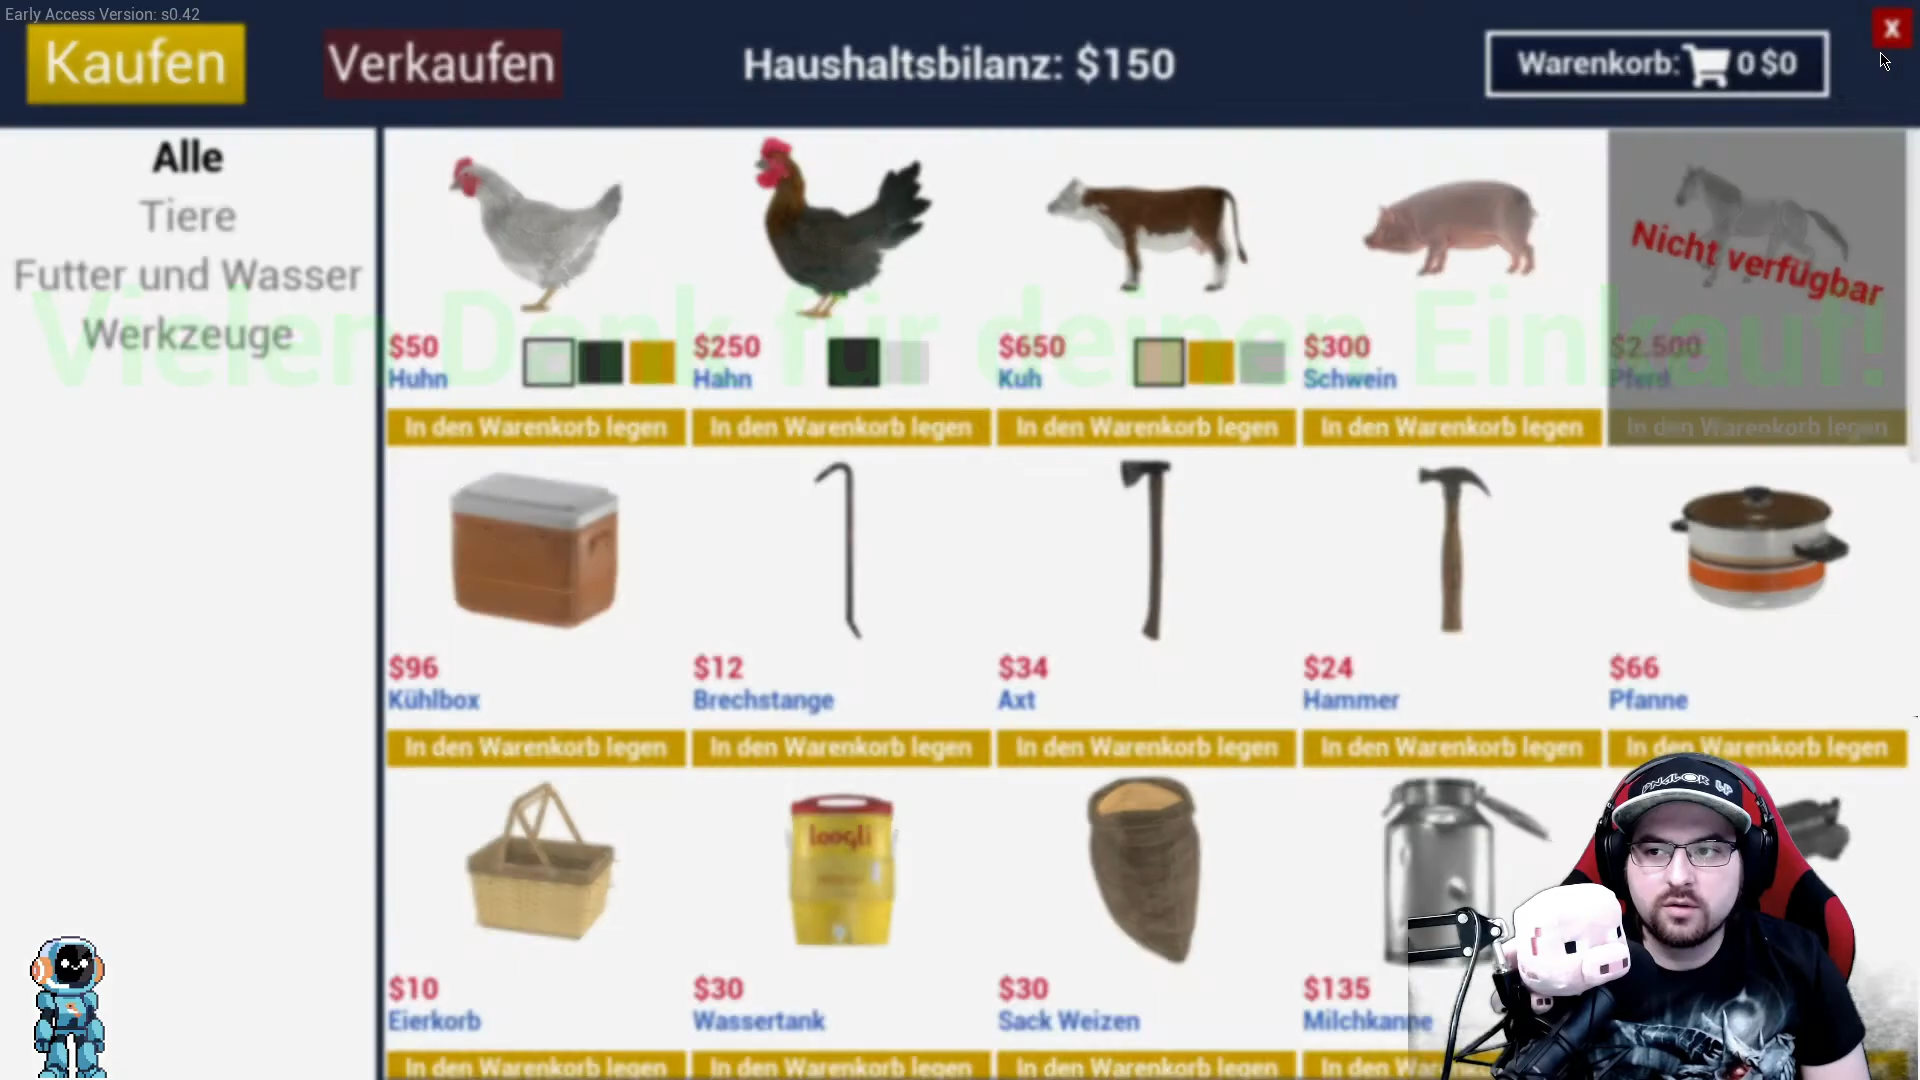 Early Access Version: s0.42
Kaufen
Verkaufen
Haushaltsbilanz: $150
Warenkorb: 0 $0
x
Alle
Tiere
Futter und Wasser
Werkzeuge
Vielen Dank für deinen Einkauf!
$50
Huhn
In den Warenkorb legen
$250
Hahn
In den Warenkorb legen
$650
Kuh
In den Warenkorb legen
$300
Schwein
In den Warenkorb legen
Nicht verfügbar
$2.500
Pferd
In den Warenkorb legen
$96
Kühlbox
In den Warenkorb legen
$12
Brechstange
In den Warenkorb legen
$34
Axt
In den Warenkorb legen
$24
Hammer
In den Warenkorb legen
$66
Pfanne
In den Warenkorb legen
$10
Eierkorb
In den Warenkorb legen
loogli
$30
Wassertank
In den Warenkorb legen
$30
Sack Weizen
In den Warenkorb legen
$135
Milchkanne
In den